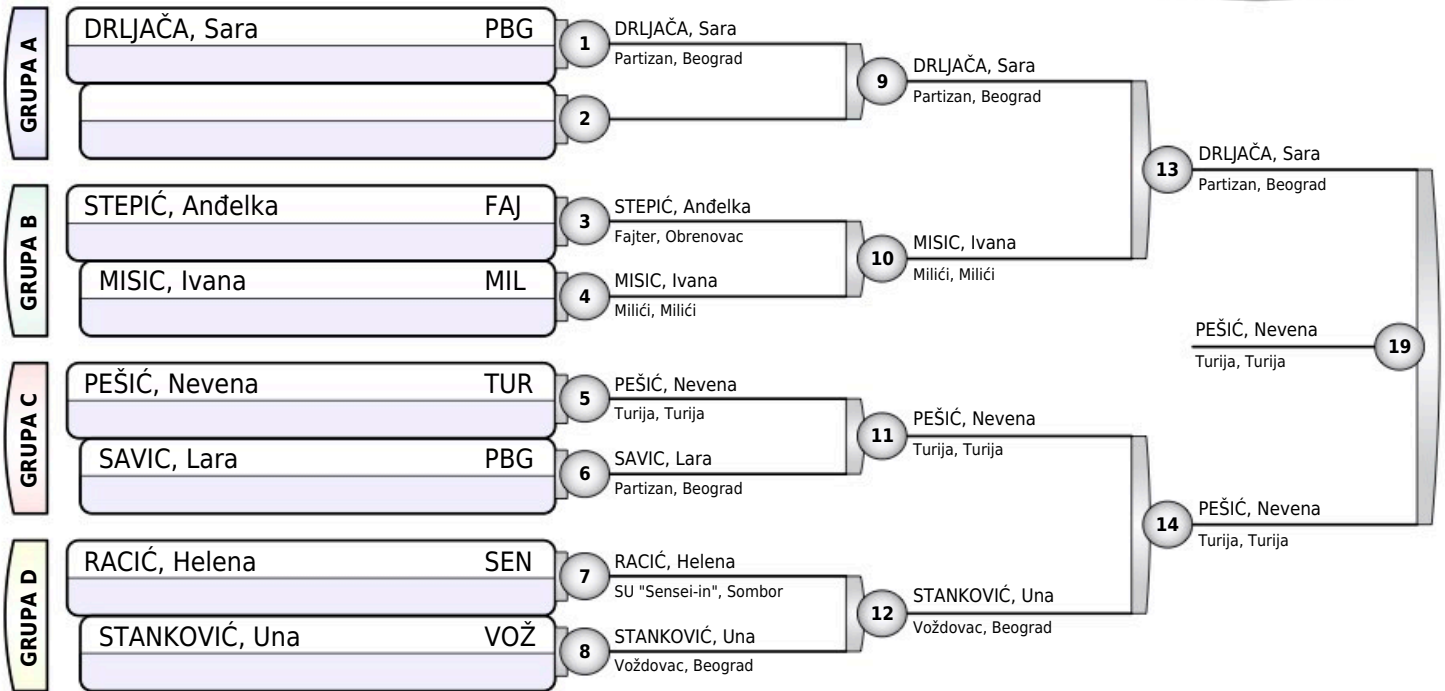 GRUPA A
DRLJAČA, Sara PBG
1
DRLJAČA, Sara
Partizan, Beograd
2
9
DRLJAČA, Sara
Partizan, Beograd
GRUPA B
STEPIĆ, Anđelka FAJ
3
STEPIĆ, Anđelka
Fajter, Obrenovac
MISIC, Ivana MIL
4
MISIC, Ivana
Milići, Milići
10
MISIC, Ivana
Milići, Milići
13
DRLJAČA, Sara
Partizan, Beograd
GRUPA C
PEŠIĆ, Nevena TUR
5
PEŠIĆ, Nevena
Turija, Turija
SAVIC, Lara PBG
6
SAVIC, Lara
Partizan, Beograd
11
PEŠIĆ, Nevena
Turija, Turija
GRUPA D
RACIĆ, Helena SEN
7
RACIĆ, Helena
SU "Sensei-in", Sombor
STANKOVIĆ, Una VOŽ
8
STANKOVIĆ, Una
Voždovac, Beograd
12
STANKOVIĆ, Una
Voždovac, Beograd
14
PEŠIĆ, Nevena
Turija, Turija
PEŠIĆ, Nevena
Turija, Turija
19